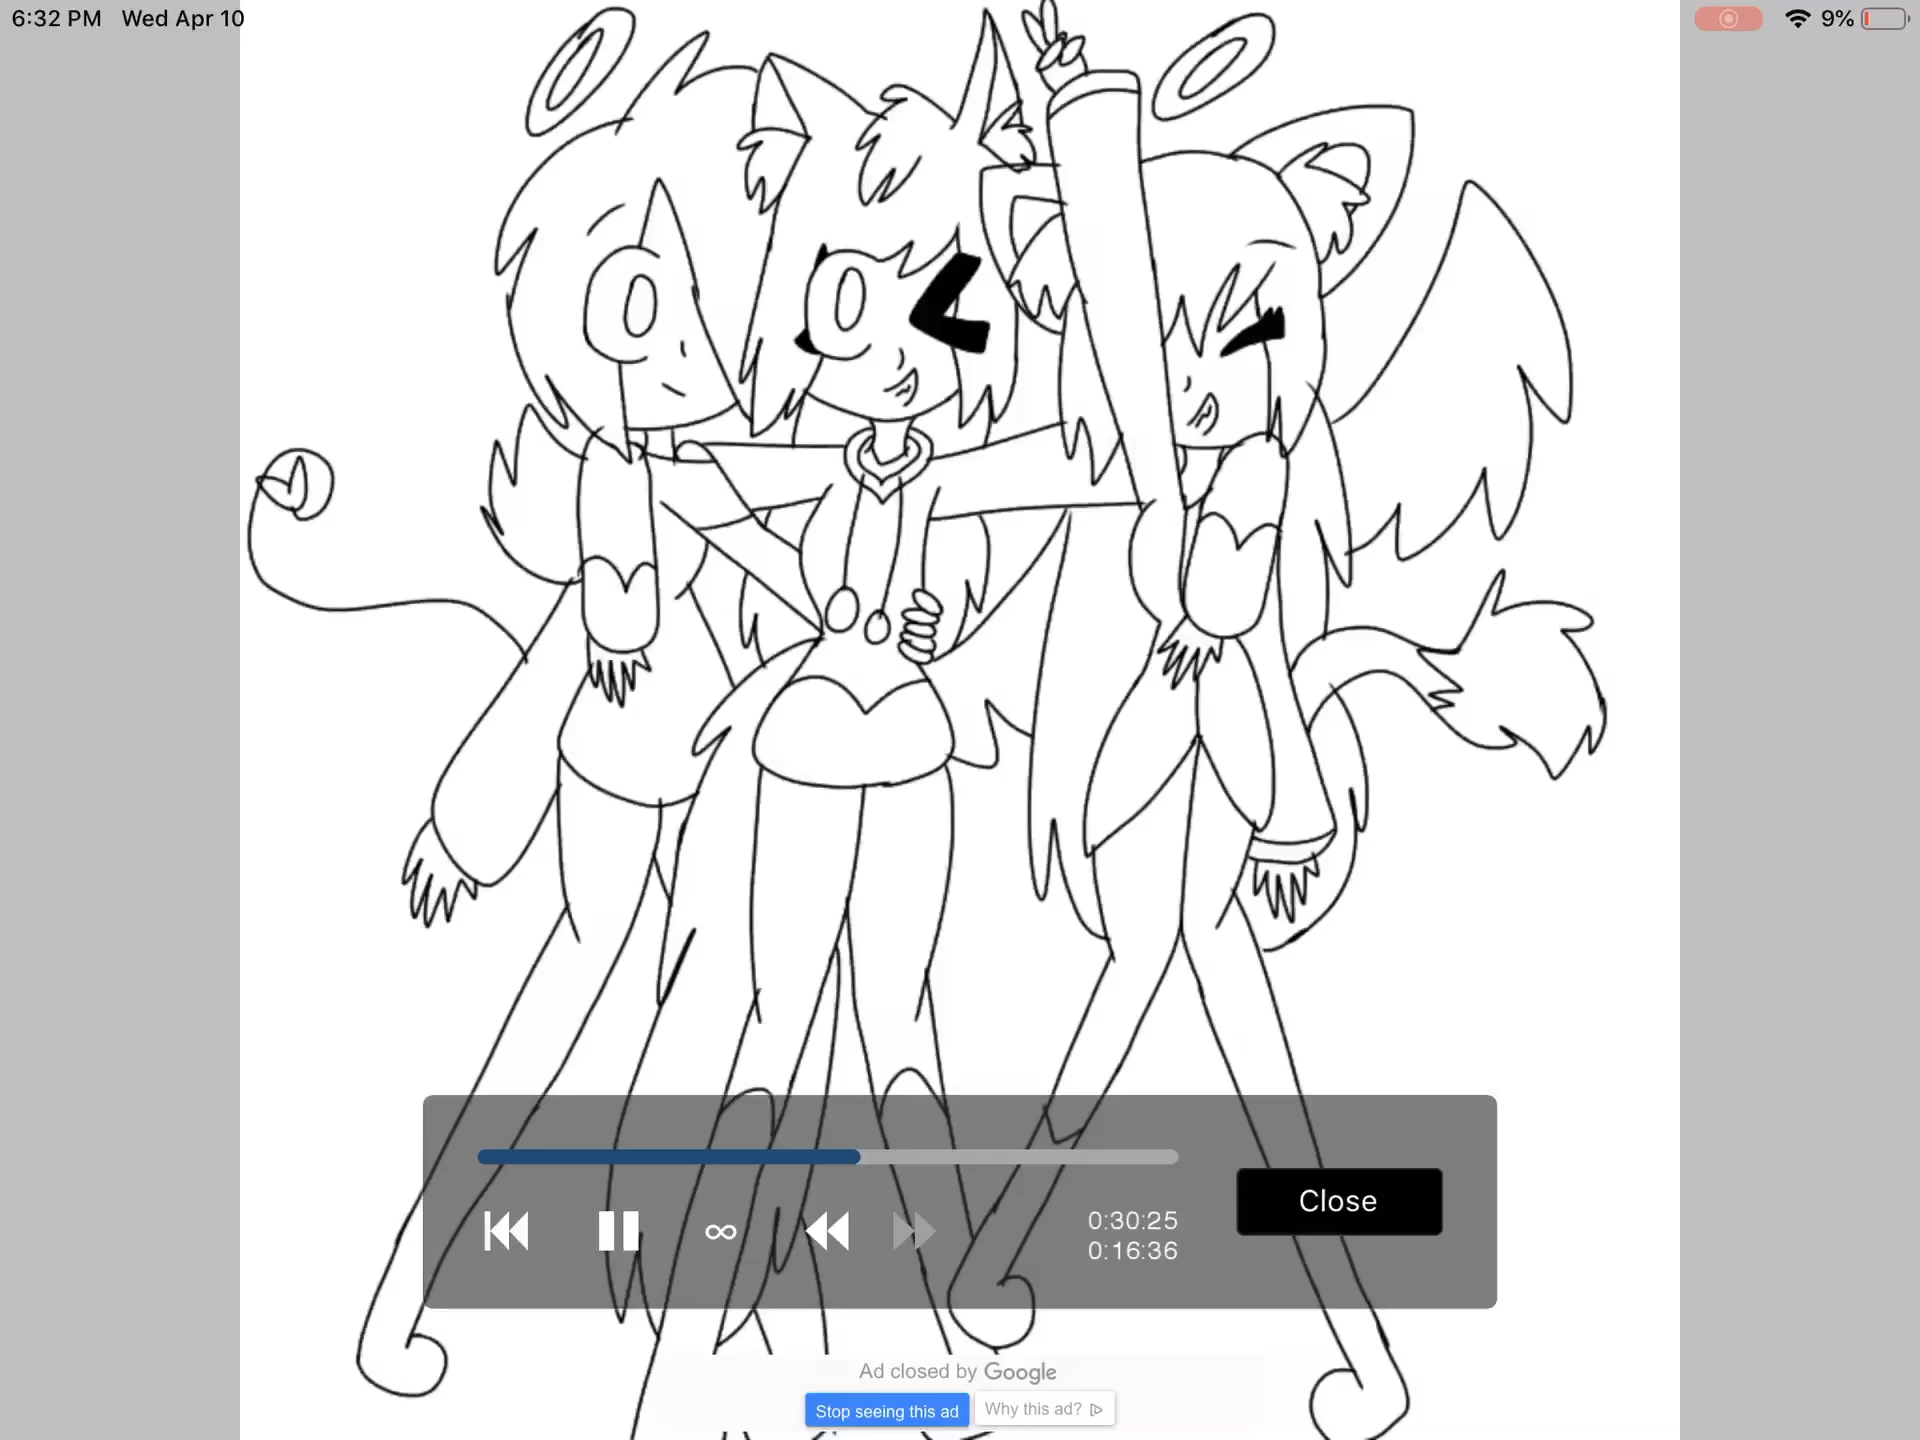 6:32 PM Wed Apr 10 9%
0:30:25
0:16:36
Close
Ad closed by Google
Stop seeing this ad
Why this ad?